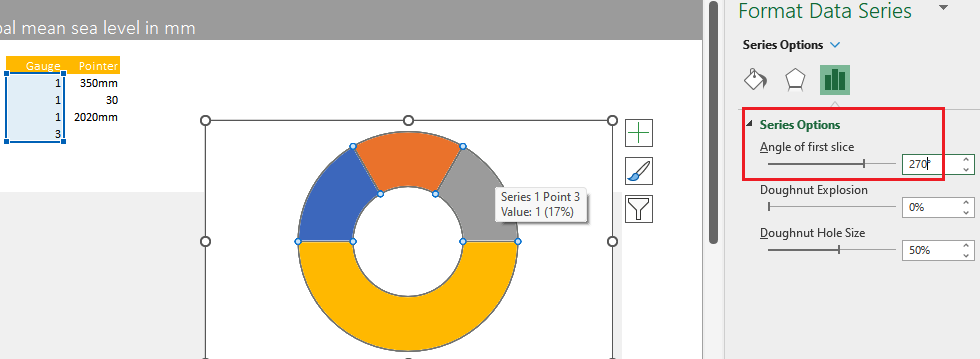 bal mean sea level in mm
Gauge Pointer
1 350mm
1 30
1 2020mm
3
Series 1 Point 3
Value: 1 (17%)
Format Data Series
Series Options
Series Options
Angle of first slice
270°
Doughnut Explosion
0%
Doughnut Hole Size
50%